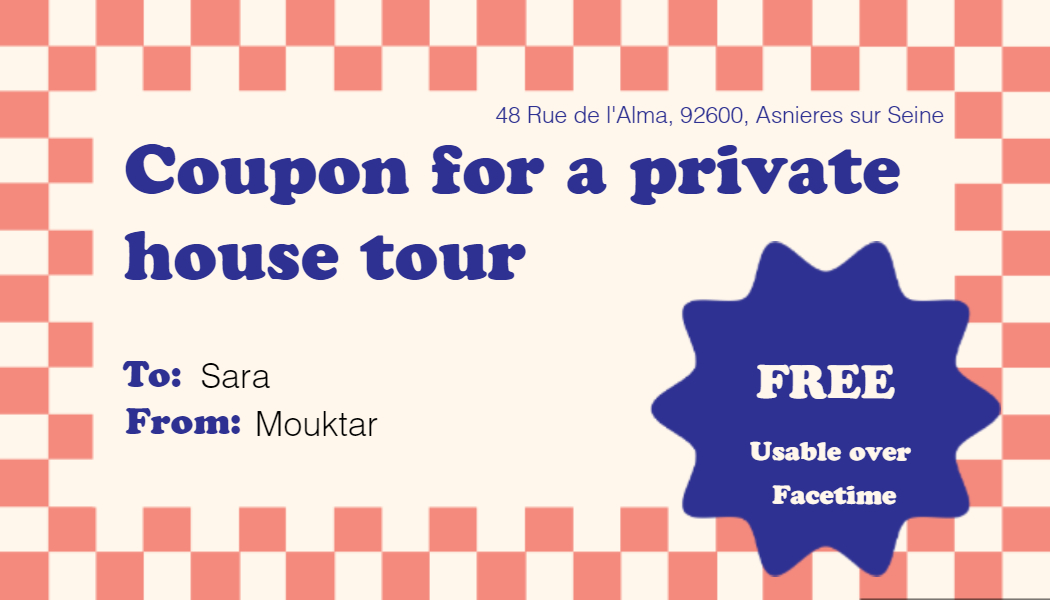 48 Rue de l'Alma, 92600, Asnieres sur Seine
Coupon for a private
house tour
To: Sara
From: Mouktar
FREE
Usable over
Facetime